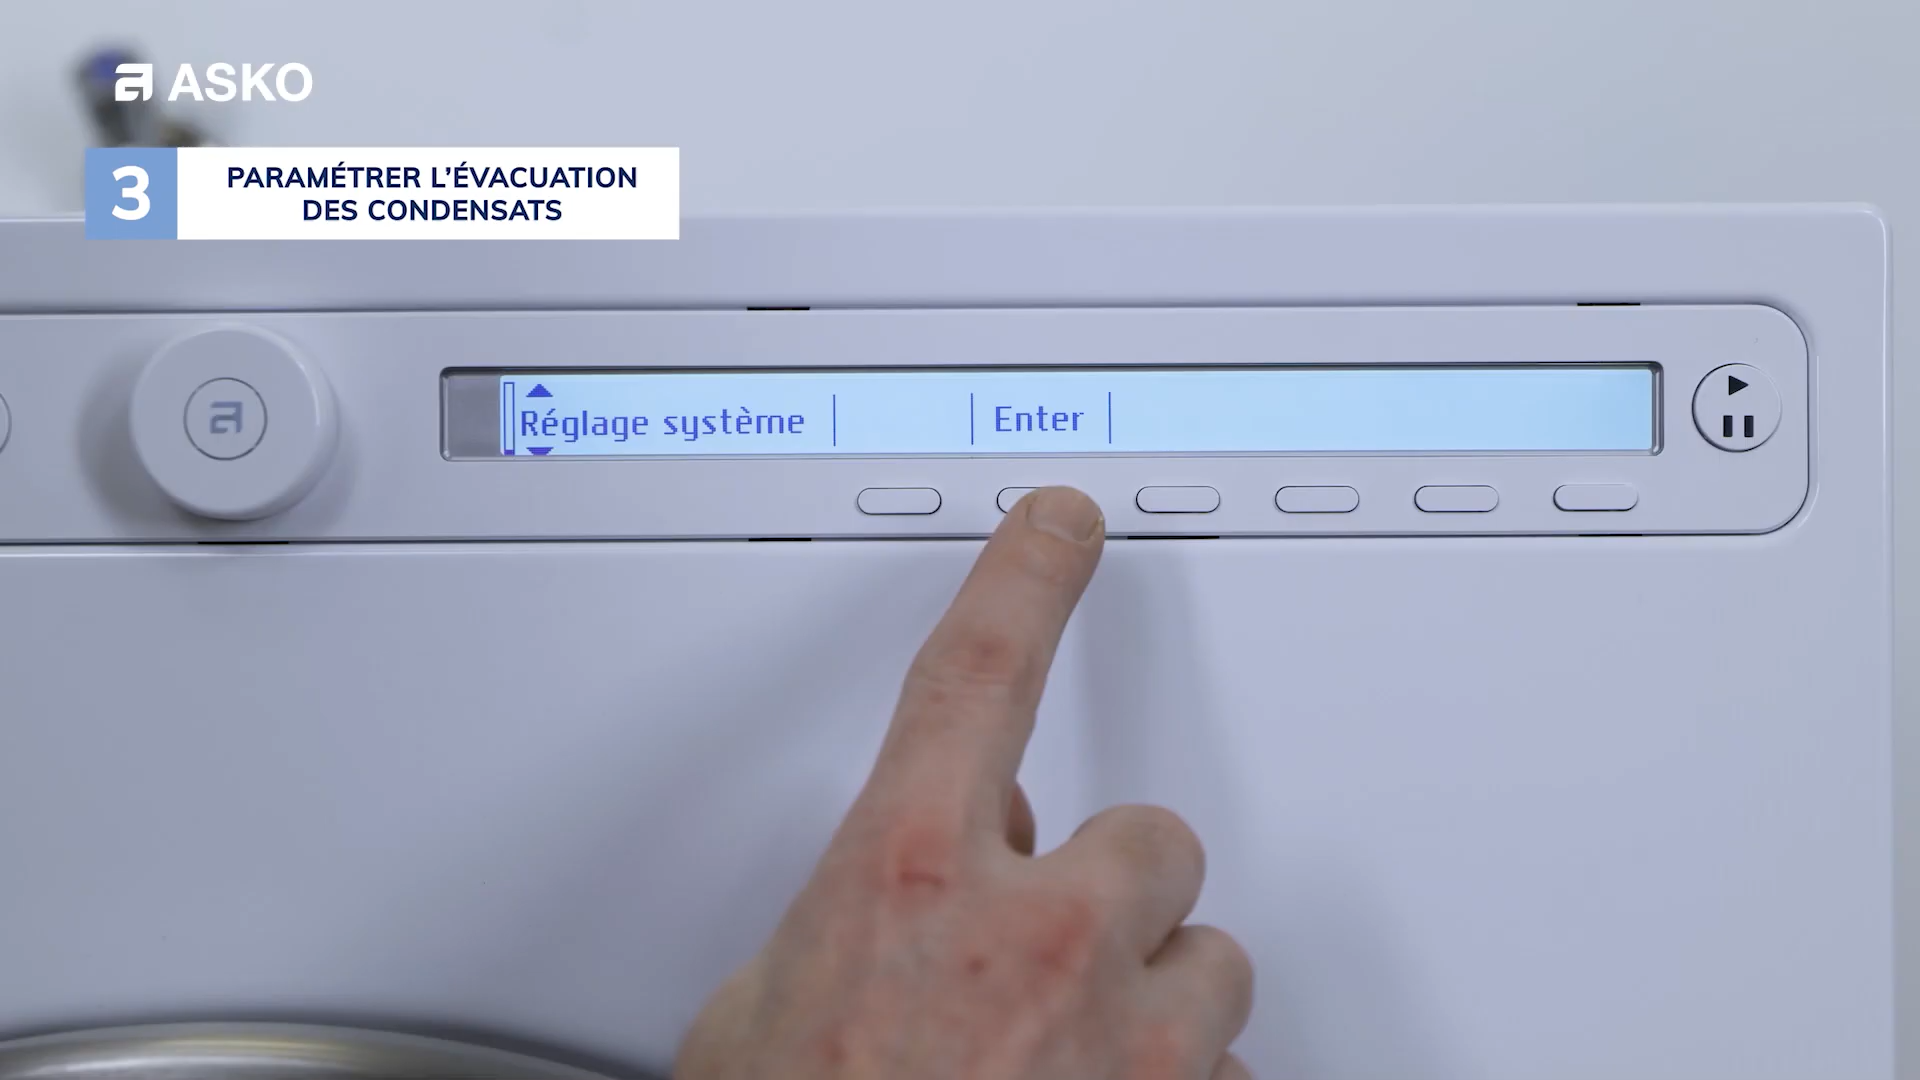 ASKO
3
PARAMÉTRER L'ÉVACUATION
DES CONDENSATS
Réglage système
Enter